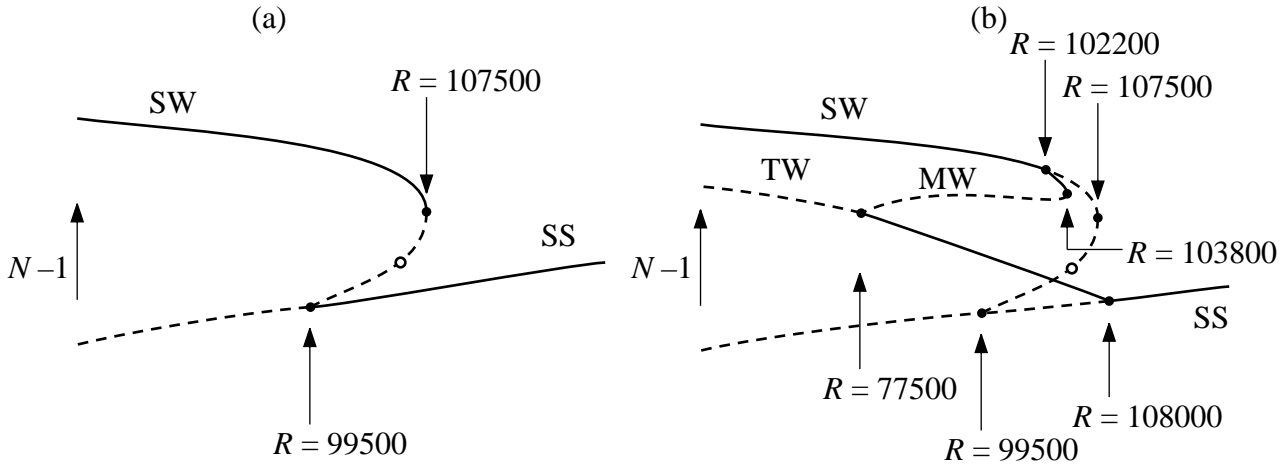 (a)
(b)
R = 102200
R = 107500
R = 107500
SW
SW
TW
MW
SS
N –1
N –1
R = 103800
SS
R = 77500
R = 108000
R = 99500
R = 99500